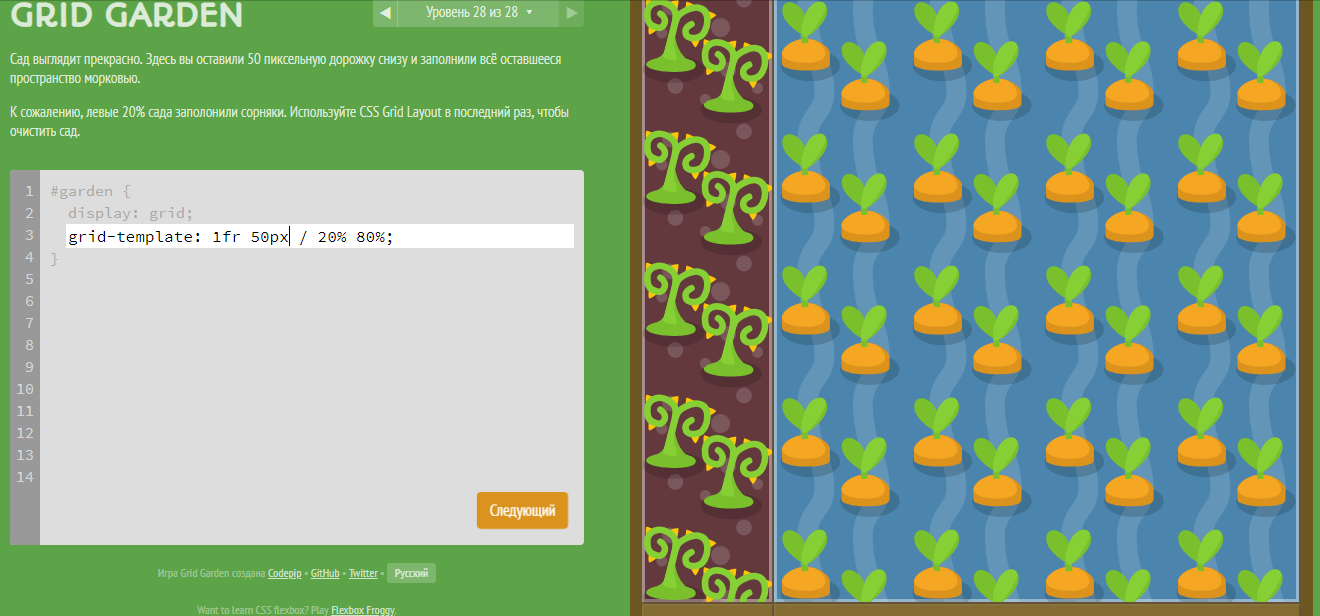 GRID GARDEN
◀ Уровень 28 из 28 ▾ ▶
Сад выглядит прекрасно. Здесь вы оставили 50 пиксельную дорожку снизу и заполнили всё оставшееся
пространство морковью.
К сожалению, левые 20% сада заполонили сорняки. Используйте CSS Grid Layout в последний раз, чтобы
очистить сад.
1 #garden {
2 display: grid;
3 grid-template: 1fr 50px / 20% 80%;
4 }
5
6
7
8
9
10
11
12
13
14
Следующий
Игра Grid Garden создана Codepip • GitHub • Twitter • Русский
Want to learn CSS flexbox? Play Flexbox Froggy.